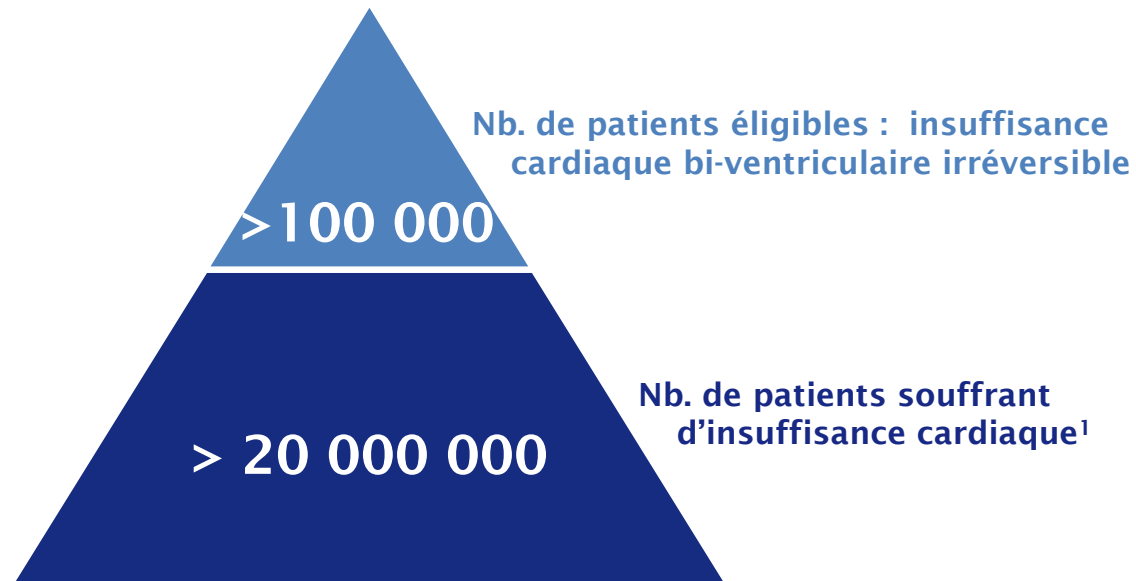 Nb. de patients éligibles : insuffisance
cardiaque bi-ventriculaire irréversible
>100 000
Nb. de patients souffrant
d’insuffisance cardiaque¹
> 20 000 000